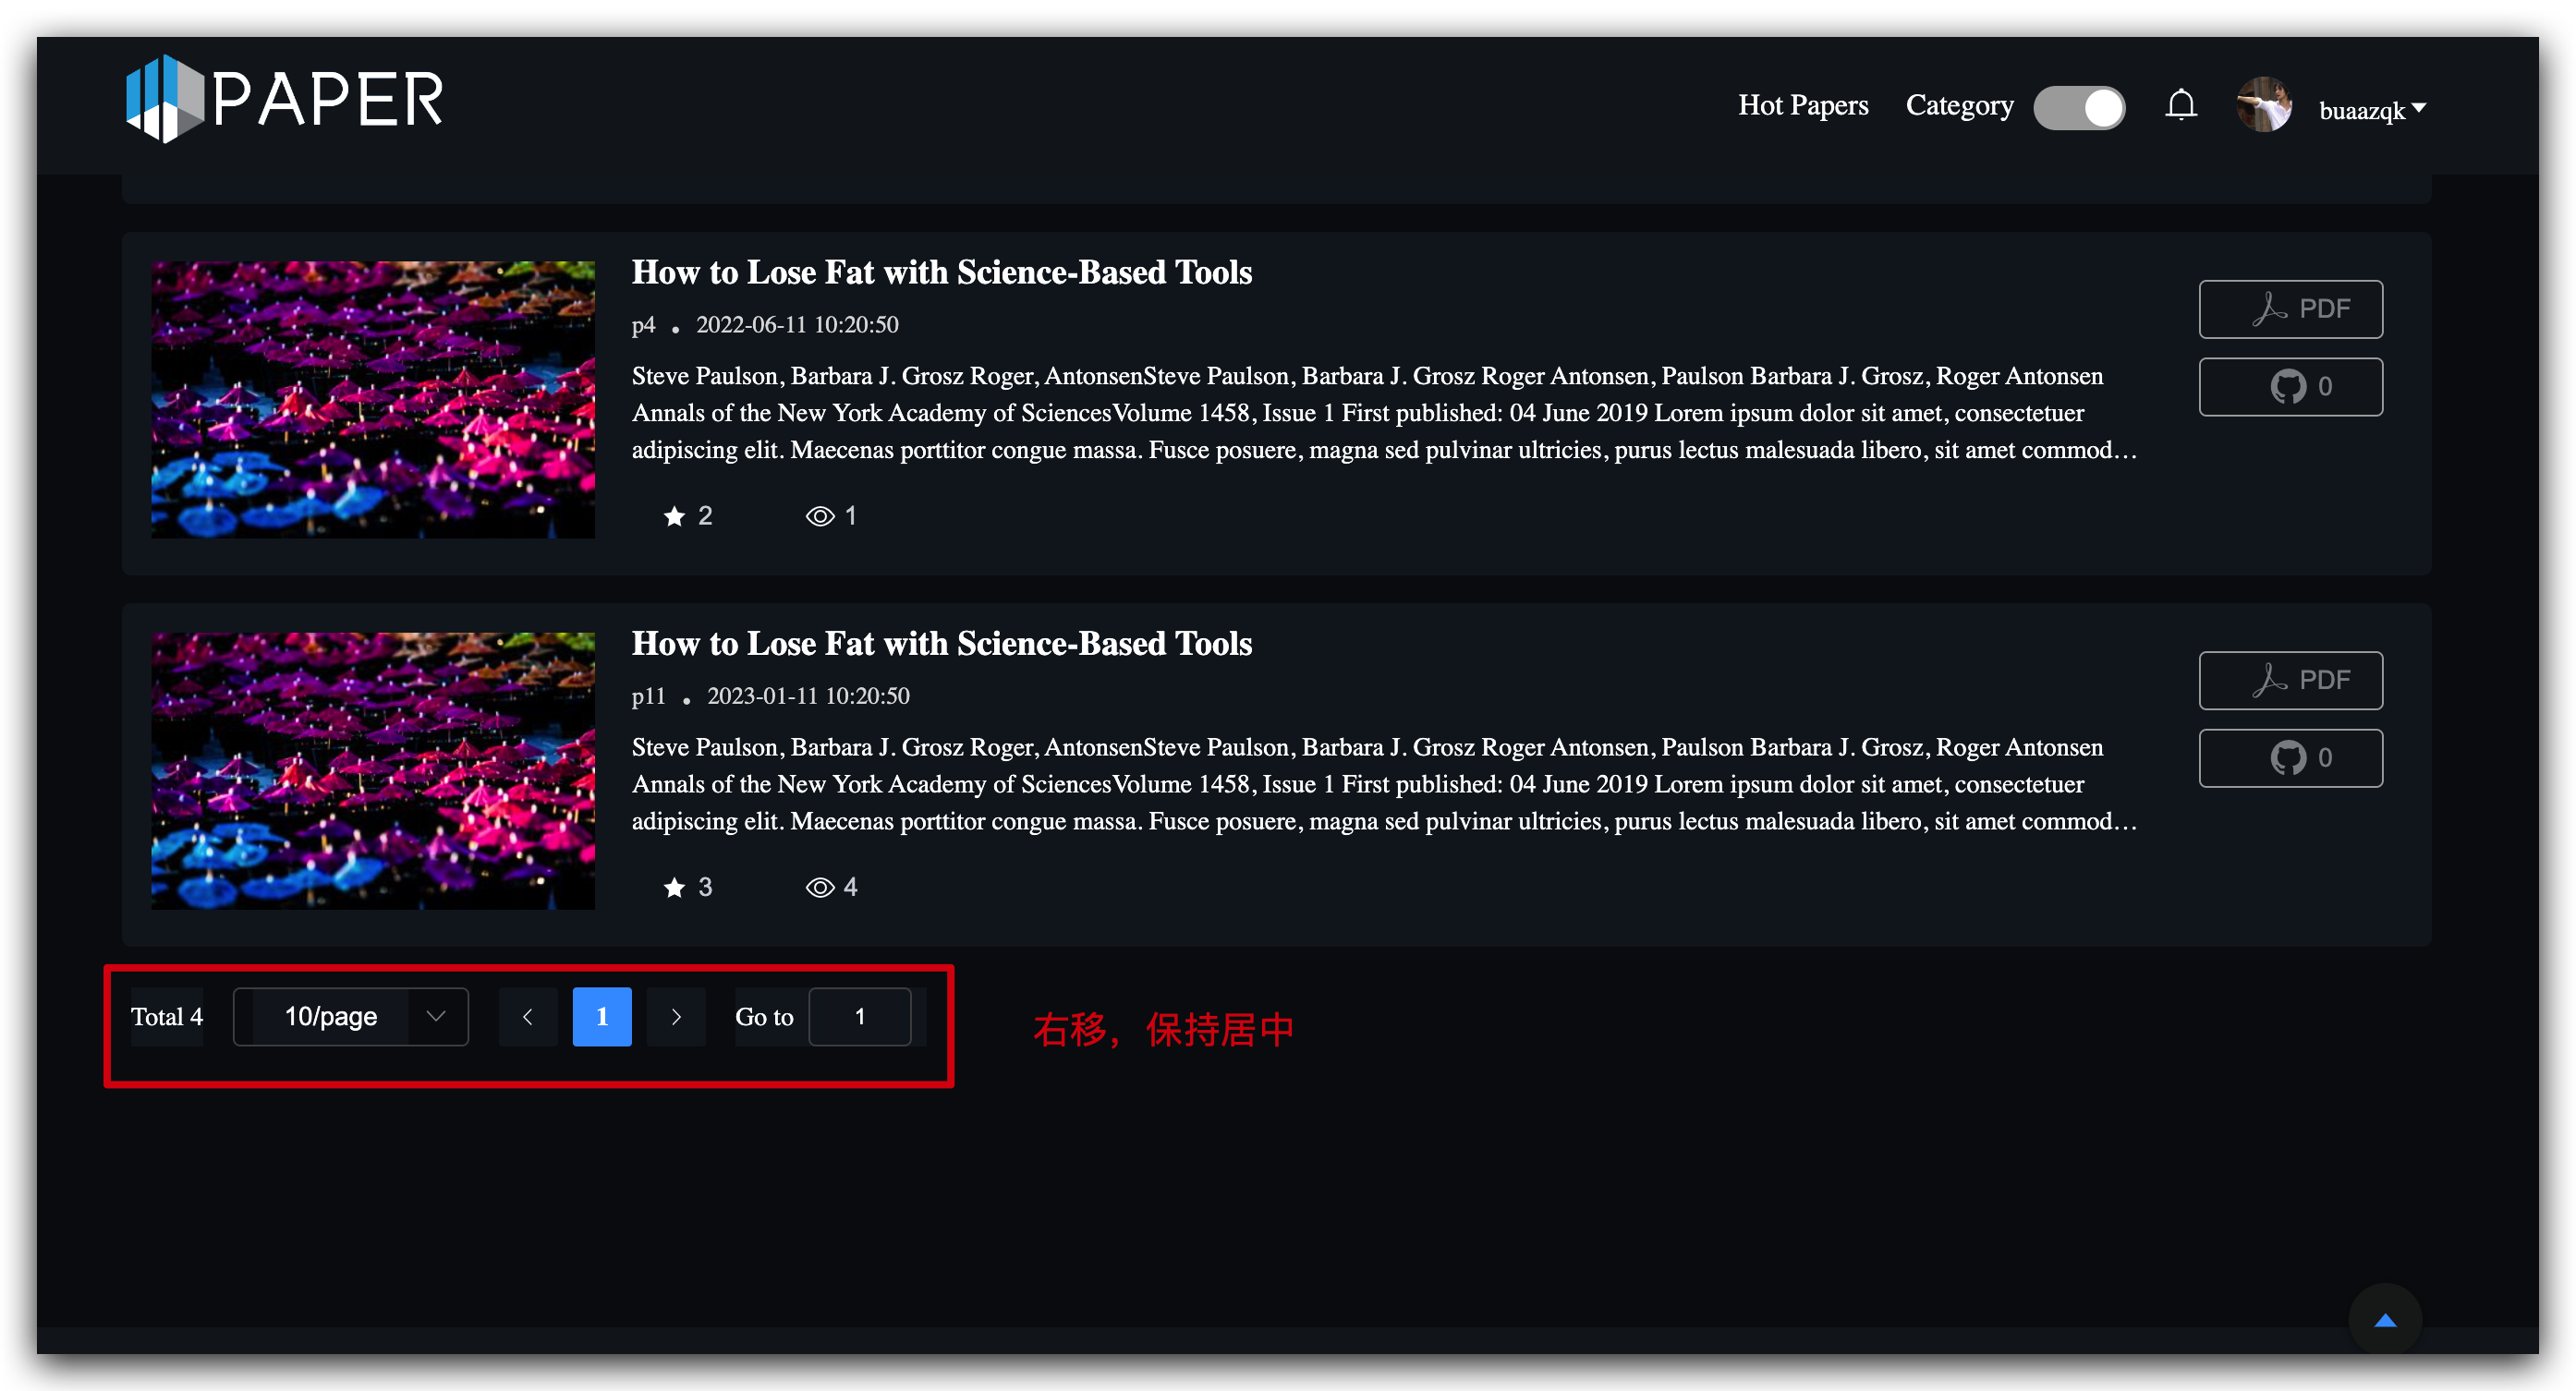 PAPER
Hot Papers Category buaazqk
How to Lose Fat with Science-Based Tools
p4 • 2022-06-11 10:20:50
Steve Paulson, Barbara J. Grosz Roger, AntonsenSteve Paulson, Barbara J. Grosz Roger Antonsen, Paulson Barbara J. Grosz, Roger Antonsen
Annals of the New York Academy of SciencesVolume 1458, Issue 1 First published: 04 June 2019 Lorem ipsum dolor sit amet, consectetuer
adipiscing elit. Maecenas porttitor congue massa. Fusce posuere, magna sed pulvinar ultricies, purus lectus malesuada libero, sit amet commod…
2 1
PDF
0
How to Lose Fat with Science-Based Tools
p11 • 2023-01-11 10:20:50
Steve Paulson, Barbara J. Grosz Roger, AntonsenSteve Paulson, Barbara J. Grosz Roger Antonsen, Paulson Barbara J. Grosz, Roger Antonsen
Annals of the New York Academy of SciencesVolume 1458, Issue 1 First published: 04 June 2019 Lorem ipsum dolor sit amet, consectetuer
adipiscing elit. Maecenas porttitor congue massa. Fusce posuere, magna sed pulvinar ultricies, purus lectus malesuada libero, sit amet commod…
3 4
PDF
0
Total 4 10/page 1 Go to 1
右移，保持居中